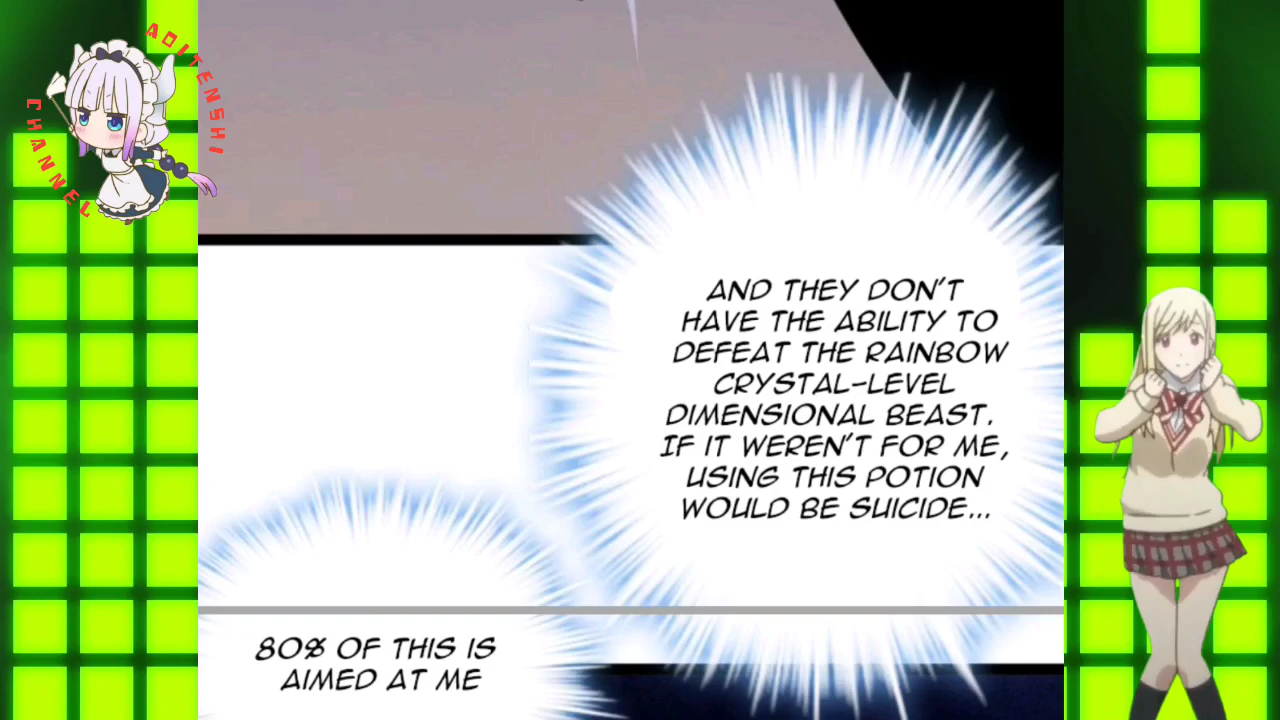 ADITENSHI
CHANNEL
AND THEY DON'T
HAVE THE ABILITY TO
DEFEAT THE RAINBOW
CRYSTAL-LEVEL
DIMENSIONAL BEAST.
IF IT WEREN'T FOR ME,
USING THIS POTION
WOULD BE SUICIDE...
80% OF THIS IS
AIMED AT ME